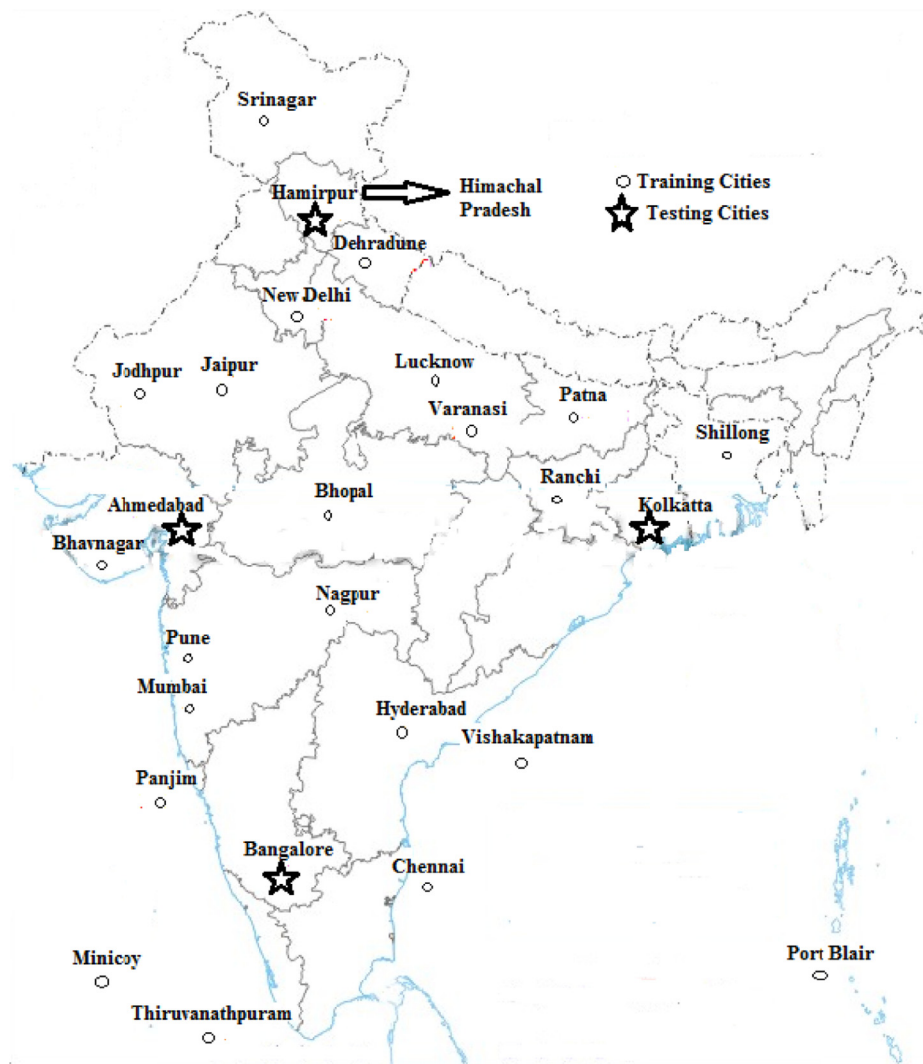 Srinagar
Hamirpur
Himachal
Pradesh
Training Cities
Testing Cities
Dehradune
New Delhi
Lucknow
Jodhpur
Jaipur
Varanasi
Patna
Shillong
Ranchi
Bhopal
Ahmedabad
Kolkatta
Bhavnagar
Nagpur
Pune
Mumbai
Hyderabad
Vishakapatnam
Panjim
Bangalore
Chennai
Minicoy
Port Blair
Thiruvanathpuram